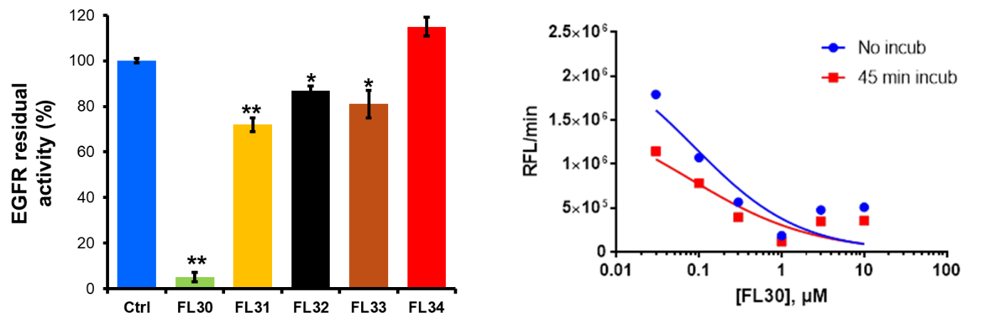 EGFR residual
activity (%)
120
100
80
60
40
20
0
**
**
*
*
Ctrl FL30 FL31 FL32 FL33 FL34
RFL/min
2.5×10⁶
2×10⁶
1.5×10⁶
1×10⁶
5×10⁵
0
No incub
45 min incub
0.01 0.1 1 10 100
[FL30], µM